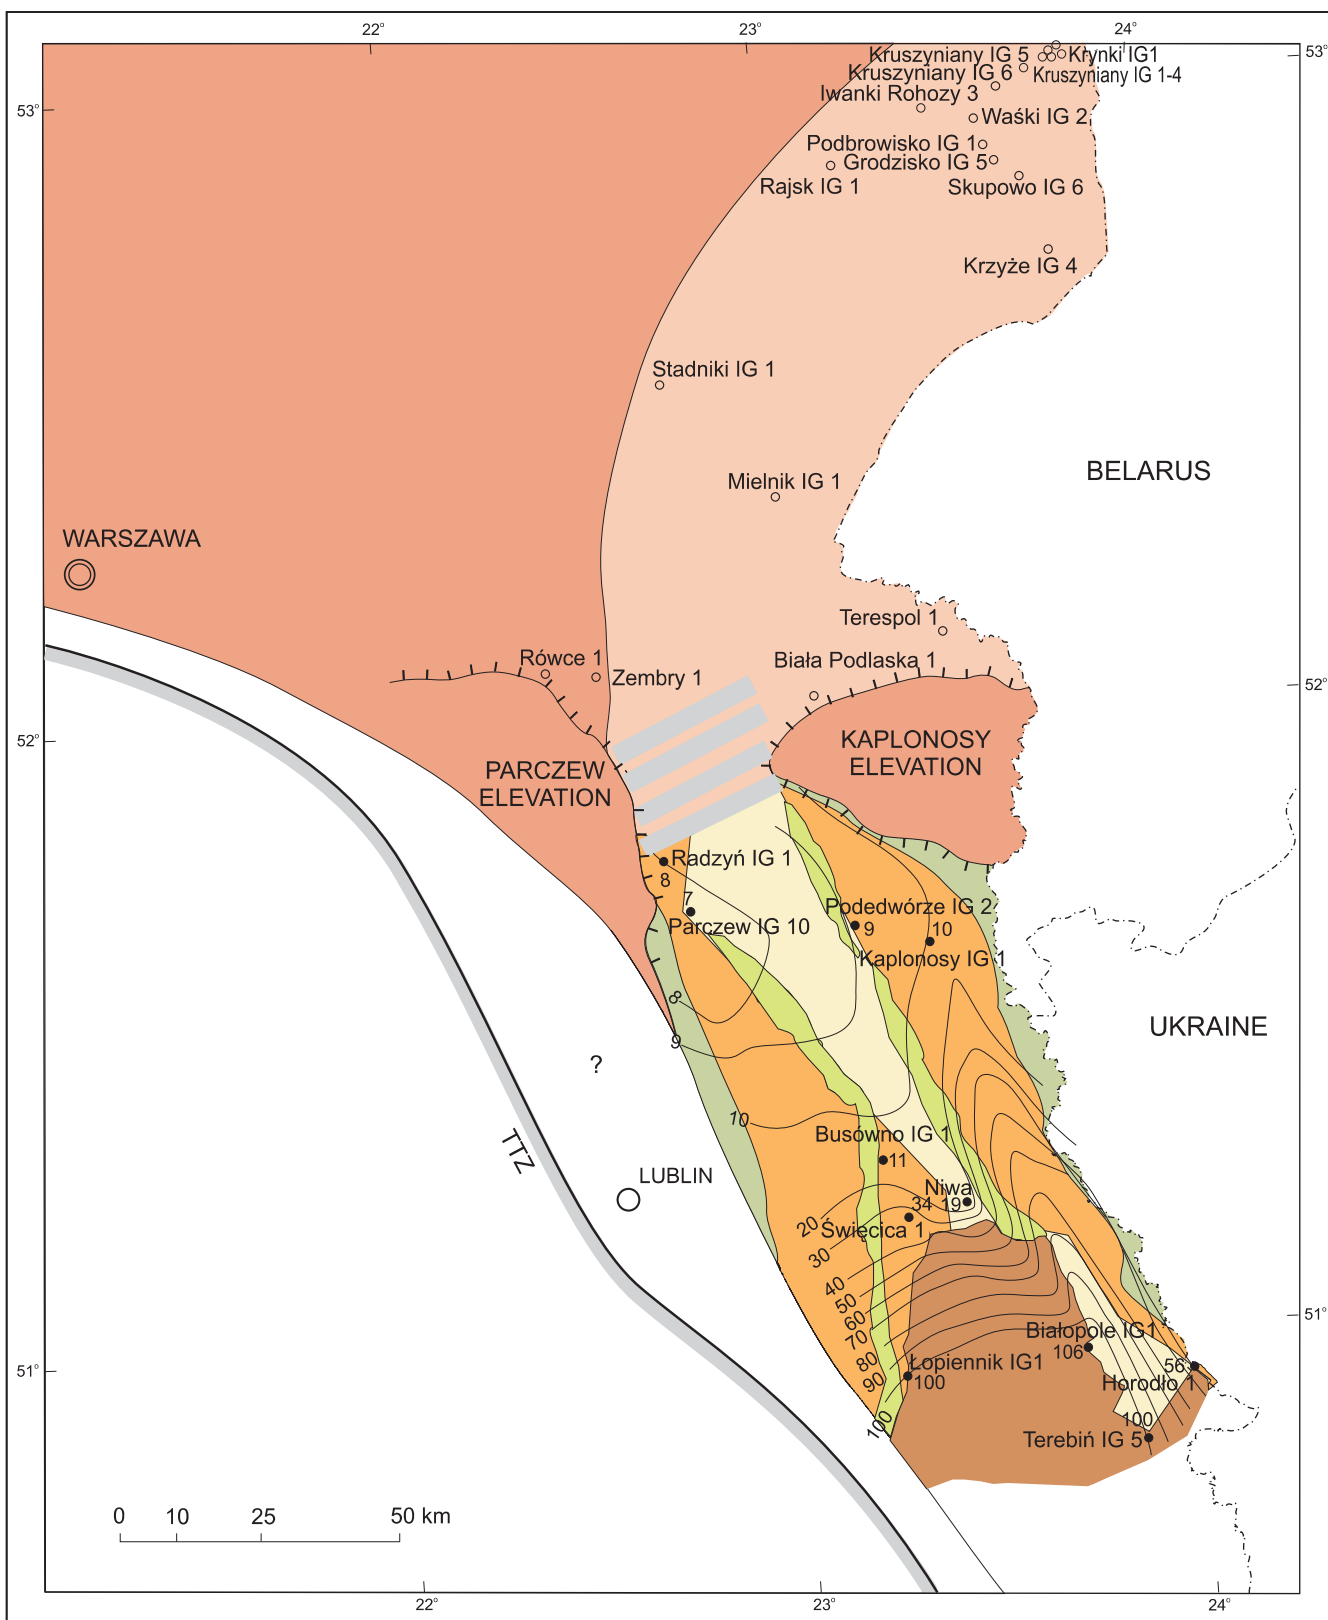 22°
23°
24°
53°
53°
Kruszyniany IG 5
Krynki IG1
Kruszyniany IG 6
Kruszyniany IG 1-4
Iwanki Rohozy 3
Waśki IG 2
Podbrowisko IG 1
Grodzisko IG 5
Rajsk IG 1
Skupowo IG 6
Krzyże IG 4
Stadniki IG 1
BELARUS
Mielnik IG 1
WARSZAWA
Terespol 1
Rówce 1
Biała Podlaska 1
Zembry 1
52°
52°
KAPLONOSY
ELEVATION
PARCZEW
ELEVATION
Radzyń IG 1
8
7
Podedwórze IG 2
Parczew IG 10
9
10
Kaplonosy IG 1
8
UKRAINE
9
?
10
Busówno IG 1
TTZ
11
LUBLIN
Niwa
34
19
20
Święcica 1
30
40
50
60
70
80
90
100
51°
51°
Białopole IG1
106
Łopiennik IG1
100
56
Horodło 1
100
Terebiń IG 5
0
10
25
50 km
22°
23°
24°